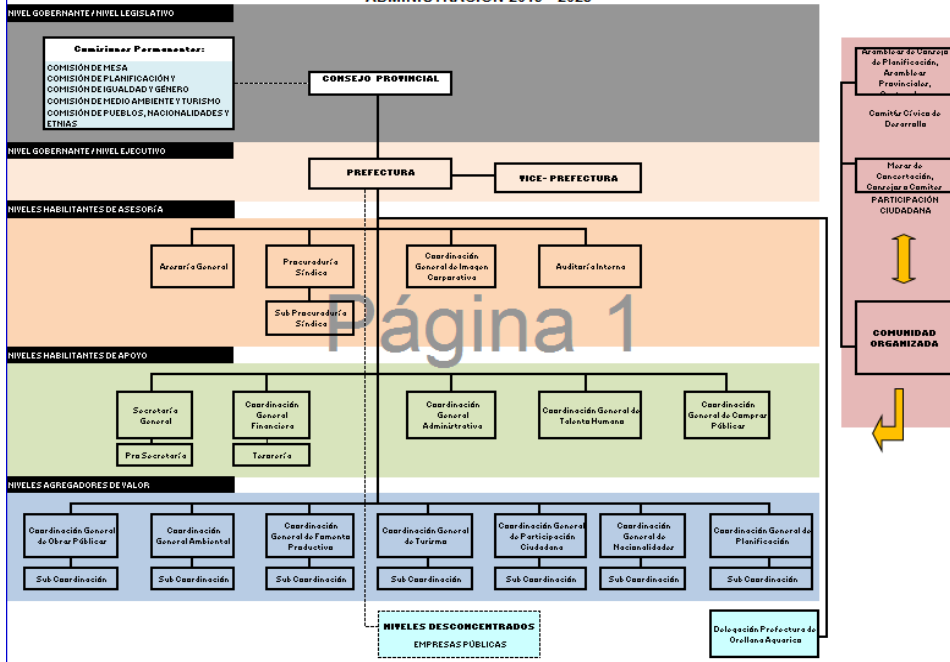 NIVEL GOBERNANTE / NIVEL LEGISLATIVO
Comisiones Permanentes:
COMISIÓN DE MESA
COMISIÓN DE PLANIFICACIÓN Y
COMISIÓN DE IGUALDAD Y GÉNERO
COMISIÓN DE MEDIO AMBIENTE Y TURISMO
COMISIÓN DE PUEBLOS, NACIONALIDADES Y
ETNIAS
CONSEJO PROVINCIAL
NIVEL GOBERNANTE / NIVEL EJECUTIVO
PREFECTURA
VICE- PREFECTURA
NIVELES HABILITANTES DE ASESORÍA
Asesoría General
Procuraduría
Síndica
Coordinación
General de Imagen
Corporativa
Auditoría Interna
Sub Procuraduría
Síndica
Página 1
NIVELES HABILITANTES DE APOYO
Secretaría
General
Coordinación
General
Financiera
Coordinación
General
Administrativa
Coordinación General de
Talento Humano
Coordinación
General de Compras
Públicas
Pro Secretaría
Tesorería
NIVELES AGREGADORES DE VALOR
Coordinación General
de Obras Públicas
Coordinación
General Ambiental
Coordinación
General de Fomento
Productivo
Coordinación General
de Turismo
Coordinación General
de Participación
Ciudadana
Coordinación
General de
Nacionalidades
Coordinación General de
Planificación
Sub Coordinación
Sub Coordinación
Sub Coordinación
Sub Coordinación
Sub Coordinación
Sub Coordinación
Sub Coordinación
NIVELES DESCONCENTRADOS
EMPRESAS PÚBLICAS
Delegación Prefectura de
Orellana Aguarico
Asambleas de Consejo
de Planificación,
Asambleas
Provinciales,
Comités Cívico de
Desarrollo
Mesas de
Concertación,
Consejos o Comités
PARTICIPACIÓN
CIUDADANA
COMUNIDAD
ORGANIZADA